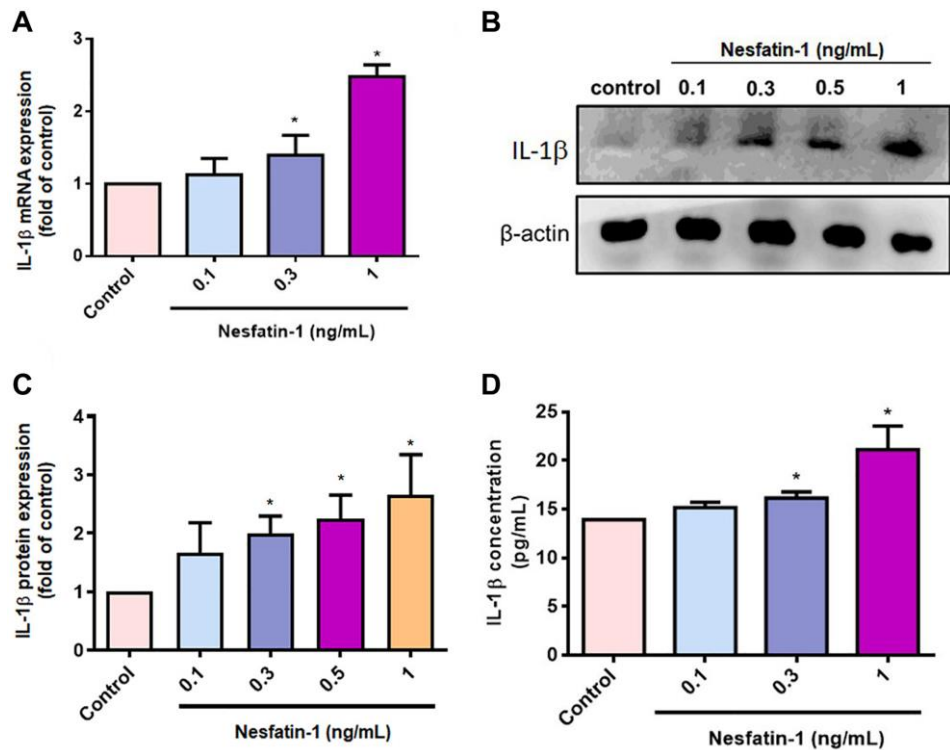 A
IL-1β mRNA expression
(fold of control)
3
2
1
0
Control
0.1
0.3
1
*
*
Nesfatin-1 (ng/mL)
B
Nesfatin-1 (ng/mL)
control 0.1 0.3 0.5 1
IL-1β
β-actin
C
IL-1β protein expression
(fold of control)
4
3
2
1
0
Control
0.1
0.3
0.5
1
*
*
*
Nesfatin-1 (ng/mL)
D
IL-1β concentration
(pg/mL)
25
20
15
10
5
0
Control
0.1
0.3
1
*
*
Nesfatin-1 (ng/mL)